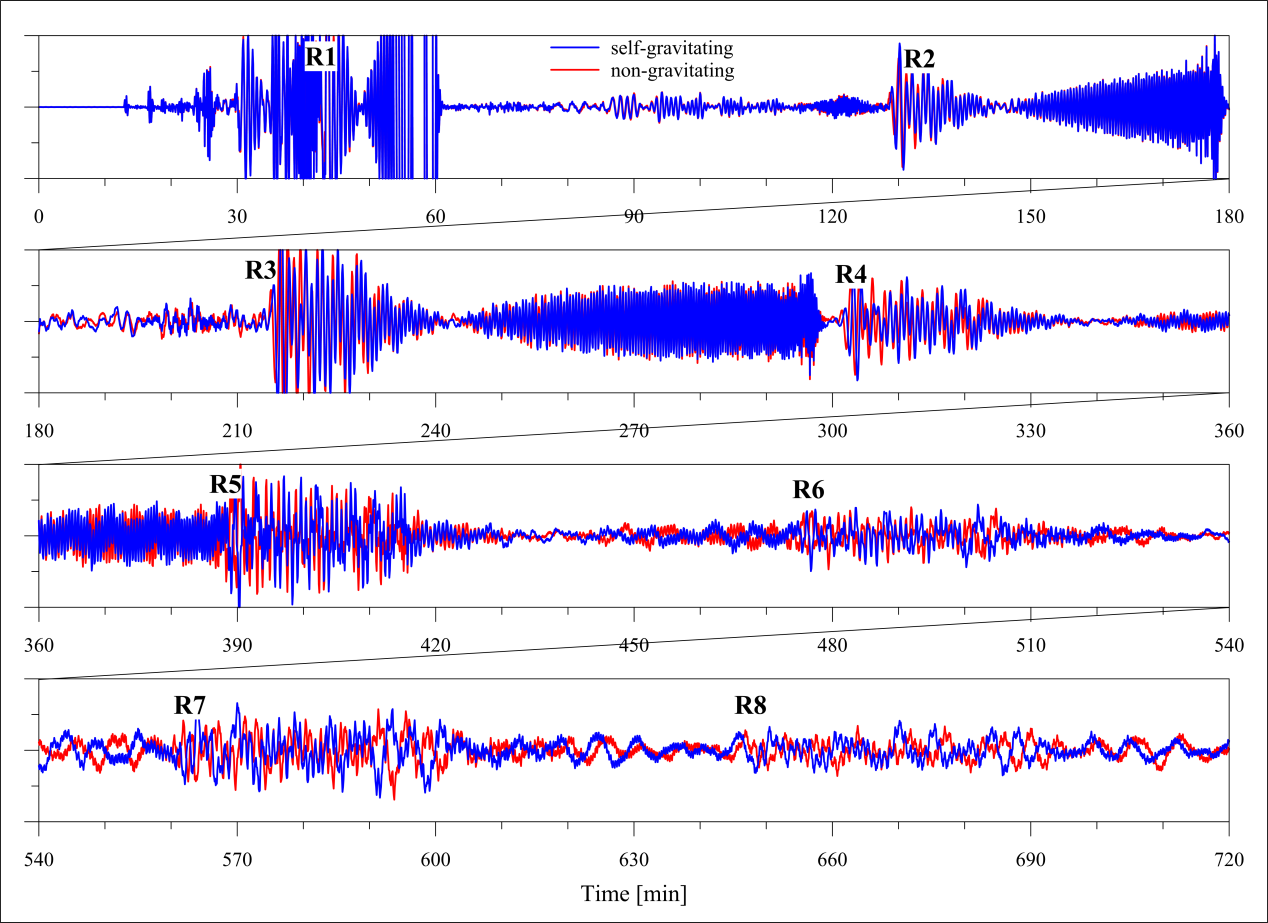 R1
self-gravitating
non-gravitating
R2
0 30 60 90 120 150 180
R3
R4
180 210 240 270 300 330 360
R5
R6
360 390 420 450 480 510 540
R7
R8
540 570 600 630 660 690 720
Time [min]